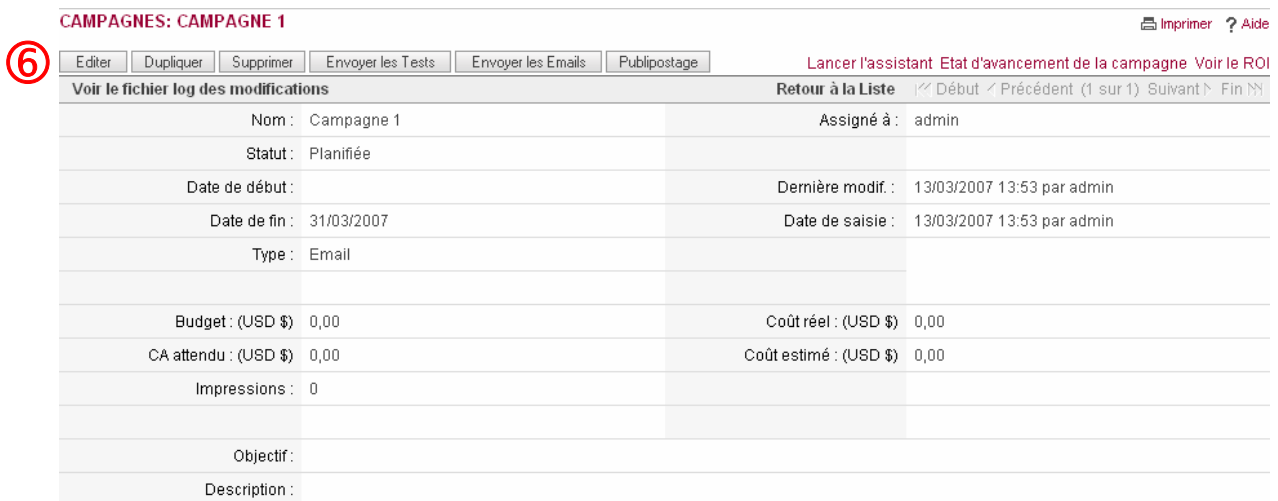 CAMPAGNES: CAMPAGNE 1 Imprimer ? Aide
6 Editer Dupliquer Supprimer Envoyer les Tests Envoyer les Emails Publipostage Lancer l'assistant Etat d'avancement de la campagne Voir le ROI
Voir le fichier log des modifications Retour à la Liste Début Précédent (1 sur 1) Suivant Fin
Nom : Campagne 1 Assigné à : admin
Statut : Planifiée
Date de début : Dernière modif. : 13/03/2007 13:53 par admin
Date de fin : 31/03/2007 Date de saisie : 13/03/2007 13:53 par admin
Type : Email
Budget : (USD $) 0,00 Coût réel : (USD $) 0,00
CA attendu : (USD $) 0,00 Coût estimé : (USD $) 0,00
Impressions : 0
Objectif :
Description :